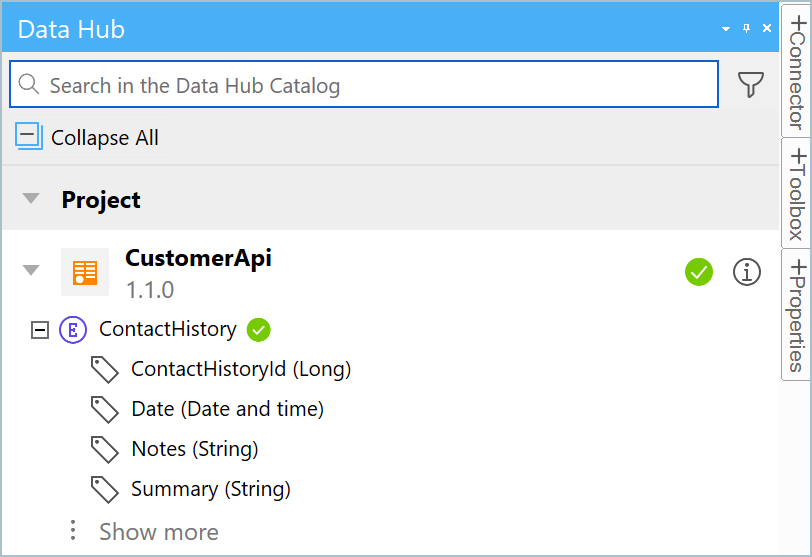 Data Hub
Search in the Data Hub Catalog
Collapse All
Project
CustomerApi
1.1.0
E ContactHistory
ContactHistoryId (Long)
Date (Date and time)
Notes (String)
Summary (String)
Show more
Connector
Toolbox
Properties